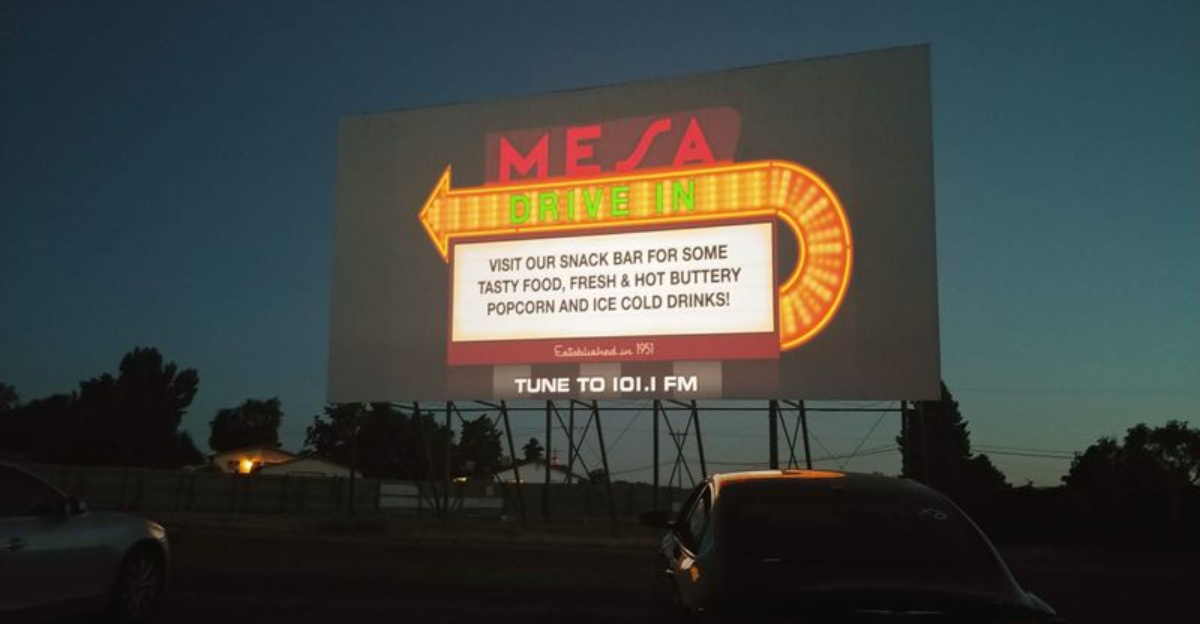 MESA
DRIVE IN
VISIT OUR SNACK BAR FOR SOME
TASTY FOOD, FRESH & HOT BUTTERY
POPCORN AND ICE COLD DRINKS!
Established in 1951
TUNE TO 101.1 FM